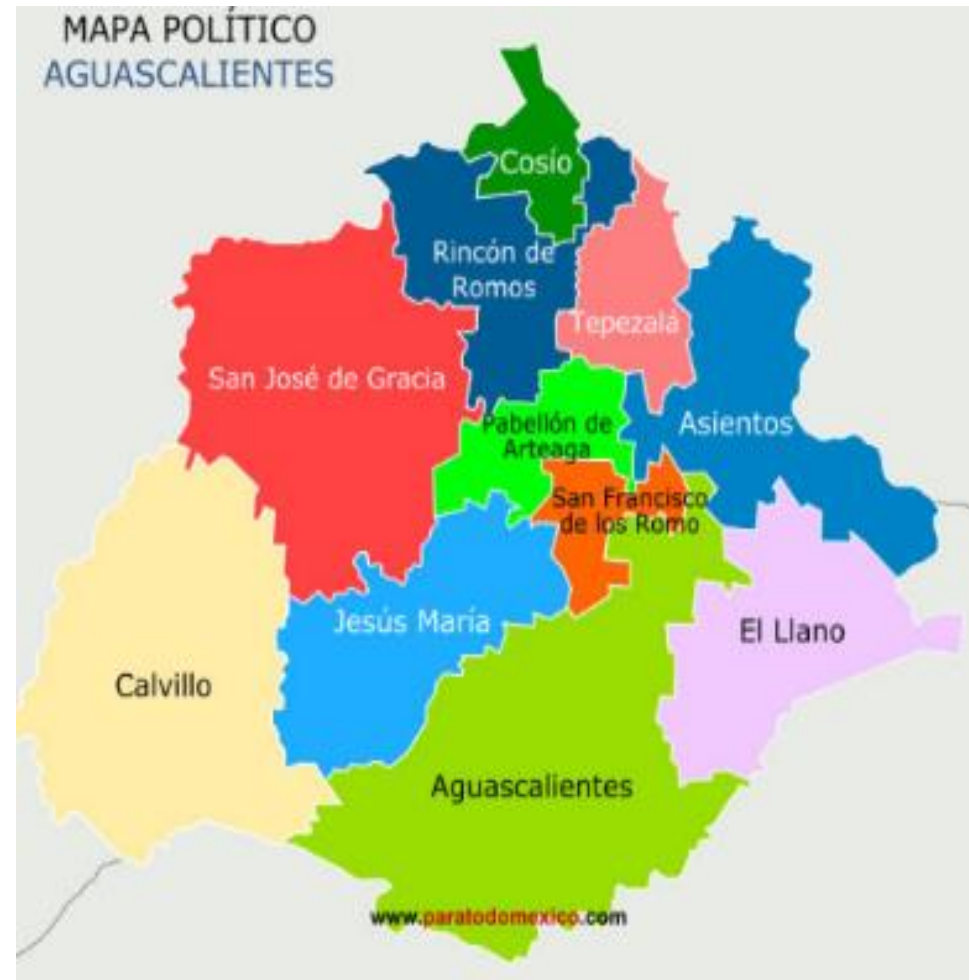 MAPA POLÍTICO
AGUASCALIENTES
Cosío
Rincón de
Romos
Tepezala
San José de Gracia
Asientos
Pabellón de
Arteaga
San Francisco
de los Romo
Jesús María
El Llano
Calvillo
Aguascalientes
www.paratodomexico.com